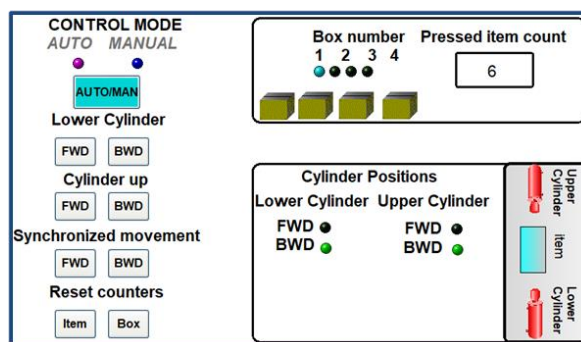 CONTROL MODE
AUTO MANUAL
AUTO/MAN
Lower Cylinder
FWD BWD
Cylinder up
FWD BWD
Synchronized movement
FWD BWD
Reset counters
Item Box
Box number
1 2 3 4
Pressed item count
6
Cylinder Positions
Lower Cylinder Upper Cylinder
FWD FWD
BWD BWD
Upper
Cylinder
item
Lower
Cylinder